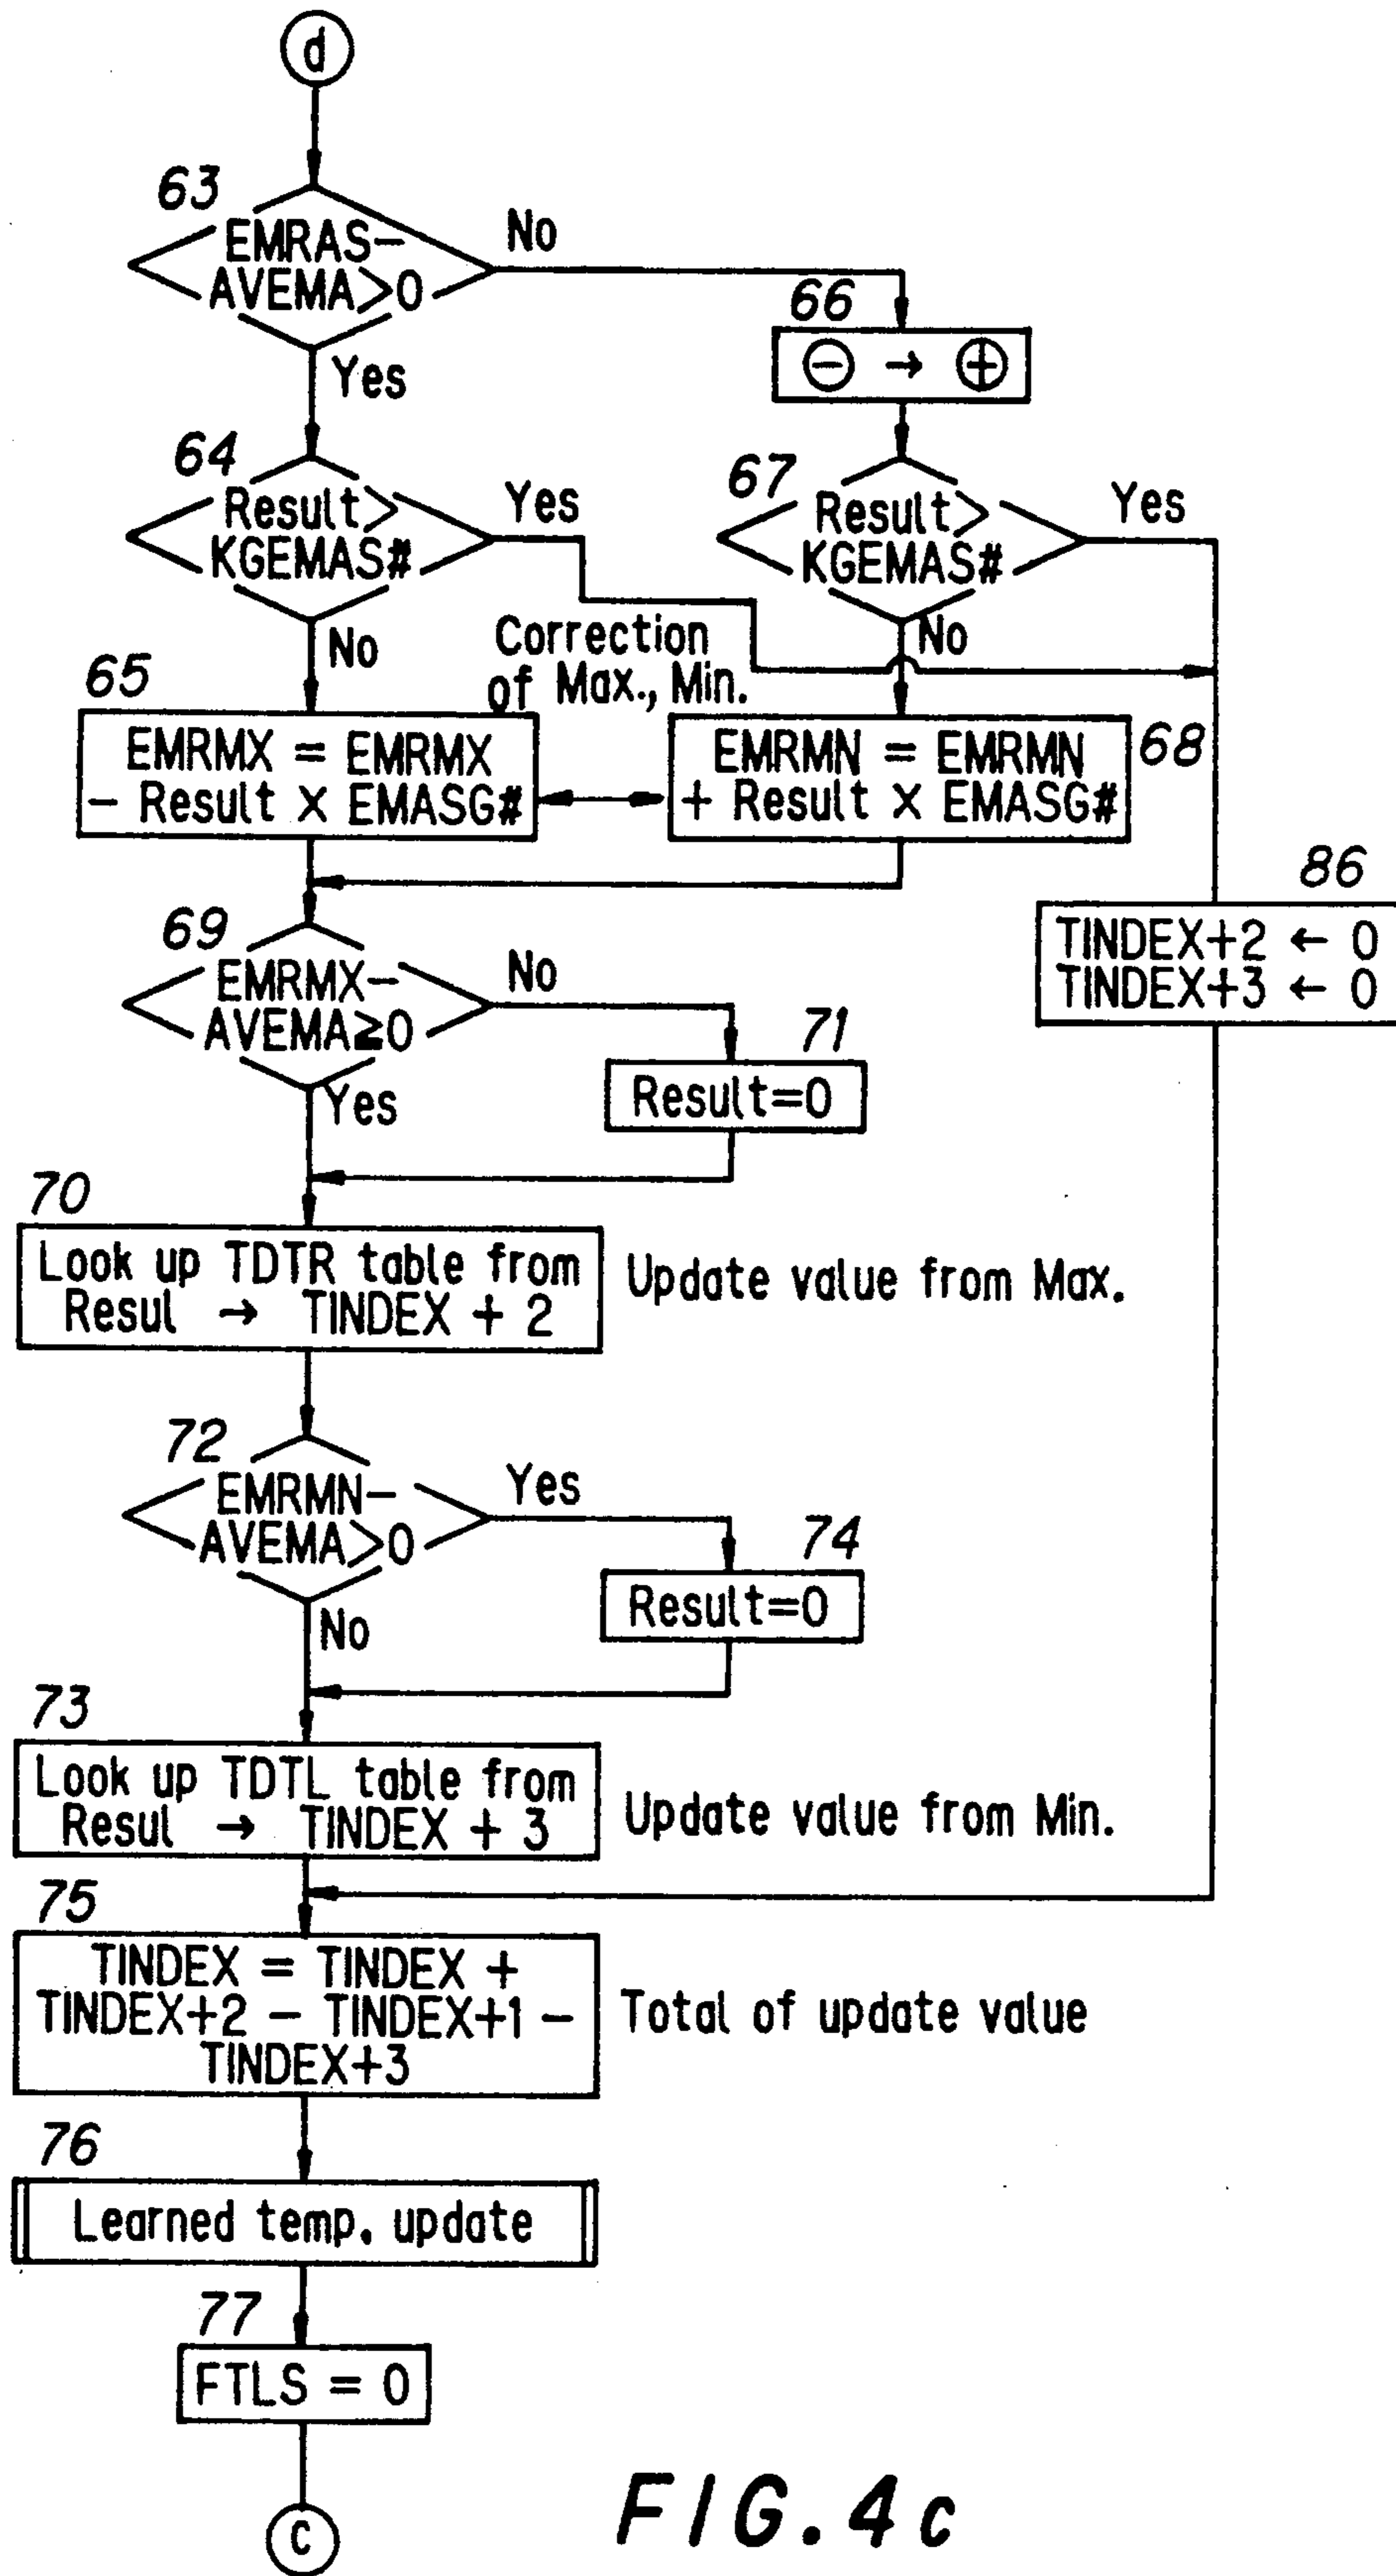 d
63
EMRAS-
AVEMA>0
No
Yes
66
⊖ → ⊕
64
Result>
KGEMAS#
Yes
No
67
Result>
KGEMAS#
Yes
No
Correction
of Max., Min.
65
EMRMX = EMRMX
- Result X EMASG#
EMRMN = EMRMN
+ Result X EMASG#
68
86
TINDEX+2 ← 0
TINDEX+3 ← 0
69
EMRMX-
AVEMA≧0
No
Yes
71
Result=0
70
Look up TDTR table from
Resul → TINDEX + 2
Update value from Max.
72
EMRMN-
AVEMA>0
Yes
No
74
Result=0
73
Look up TDTL table from
Resul → TINDEX + 3
Update value from Min.
75
TINDEX = TINDEX +
TINDEX+2 - TINDEX+1 -
TINDEX+3
Total of update value
76
Learned temp. update
77
FTLS = 0
c
FIG.4c